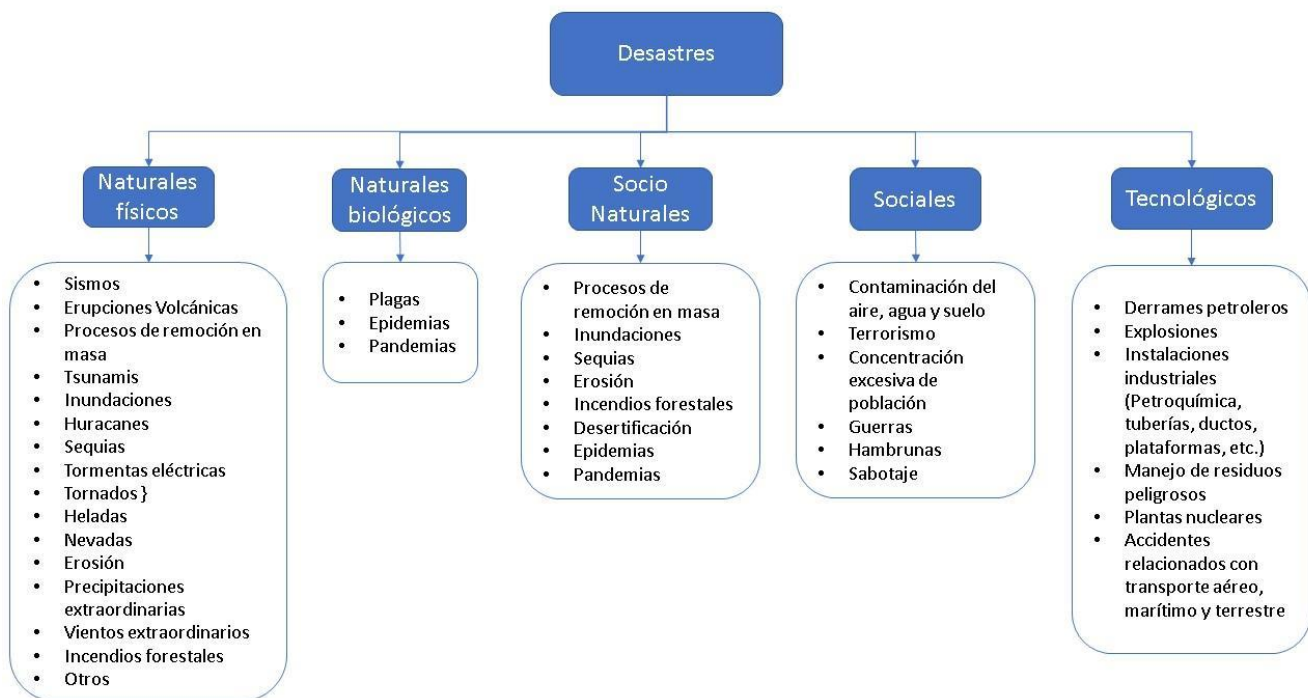 Desastres
Naturales
físicos
• Sismos
• Erupciones Volcánicas
• Procesos de remoción en
masa
• Tsunamis
• Inundaciones
• Huracanes
• Sequias
• Tormentas eléctricas
• Tornados }
• Heladas
• Nevadas
• Erosión
• Precipitaciones
extraordinarias
• Vientos extraordinarios
• Incendios forestales
• Otros
Naturales
biológicos
• Plagas
• Epidemias
• Pandemias
Socio
Naturales
• Procesos de
remoción en masa
• Inundaciones
• Sequias
• Erosión
• Incendios forestales
• Desertificación
• Epidemias
• Pandemias
Sociales
• Contaminación del
aire, agua y suelo
• Terrorismo
• Concentración
excesiva de
población
• Guerras
• Hambrunas
• Sabotaje
Tecnológicos
• Derrames petroleros
• Explosiones
• Instalaciones
industriales
(Petroquímica,
tuberías, ductos,
plataformas, etc.)
• Manejo de residuos
peligrosos
• Plantas nucleares
• Accidentes
relacionados con
transporte aéreo,
marítimo y terrestre